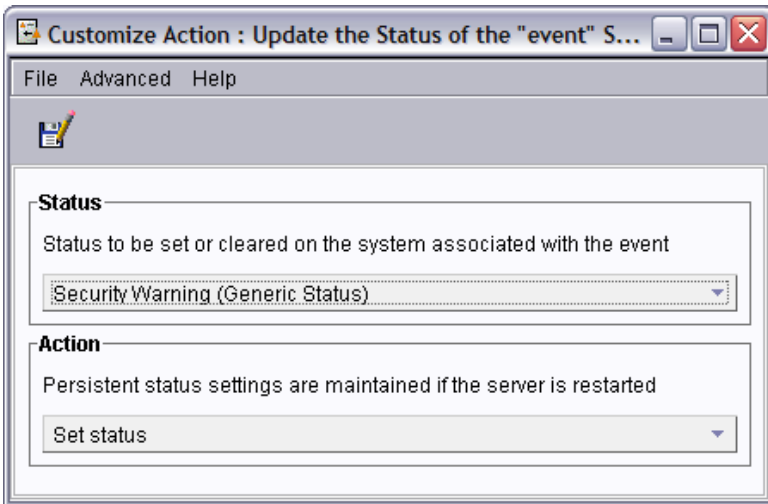 Customize Action : Update the Status of the "event" S...
File Advanced Help
Status
Status to be set or cleared on the system associated with the event
Security Warning (Generic Status)
Action
Persistent status settings are maintained if the server is restarted
Set status